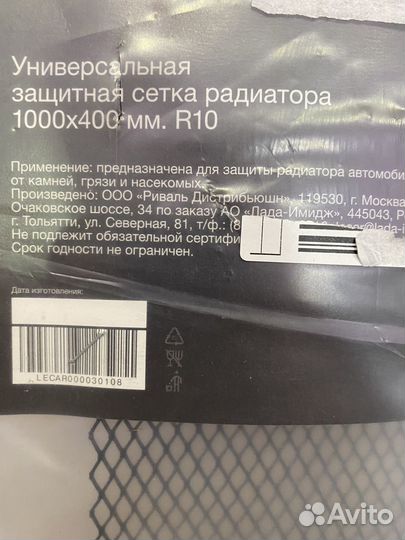 Универсальная
защитная сетка радиатора
1000x400 мм. R10
Применение: предназначена для защиты радиатора автомоби
от камней, грязи и насекомых.
Произведено: ООО «Риваль Дистрибьюшн», 119530, г. Москва
Очаковское шоссе, 34 по заказу АО «Лада-Имидж», 445043, Р
г. Тольятти, ул. Северная, 81, т/ф.: (8
Не подлежит обязательной сертифи
Срок годности не ограничен.
Дата изготовления:
LECAR000030108
Avito